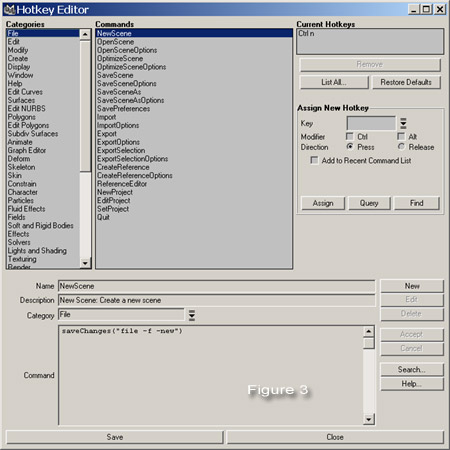 Hotkey Editor
Categories
File
Edit
Modify
Create
Display
Window
Help
Edit Curves
Surfaces
Edit NURBS
Polygons
Edit Polygons
Subdiv Surfaces
Animate
Graph Editor
Deform
Skeleton
Skin
Constrain
Character
Particles
Fluid Effects
Fields
Soft and Rigid Bodies
Effects
Solvers
Lights and Shading
Texturing
Render
Commands
NewScene
OpenScene
OpenSceneOptions
OptimizeScene
OptimizeSceneOptions
SaveScene
SaveSceneOptions
SaveSceneAs
SaveSceneAsOptions
SavePreferences
Import
ImportOptions
Export
ExportOptions
ExportSelection
ExportSelectionOptions
CreateReference
CreateReferenceOptions
ReferenceEditor
NewProject
EditProject
SetProject
Quit
Current Hotkeys
Ctrl n
Remove
List All... Restore Defaults
Assign New Hotkey
Key
Modifier Ctrl Alt
Direction Press Release
Add to Recent Command List
Assign Query Find
Name NewScene New
Description New Scene: Create a new scene Edit
Category File Delete
Command saveChanges("file -f -new")
Accept
Cancel
Search...
Help...
Figure 3
Save Close